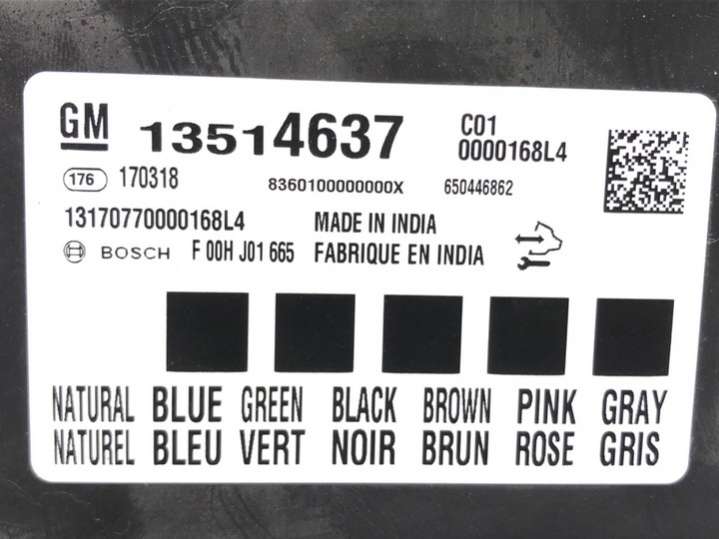 GM 13514637 C01
0000168L4
176 170318 8360100000000X 650446862
13170770000168L4 MADE IN INDIA
BOSCH F 00H J01 665 FABRIQUE EN INDIA
NATURAL BLUE GREEN BLACK BROWN PINK GRAY
NATUREL BLEU VERT NOIR BRUN ROSE GRIS